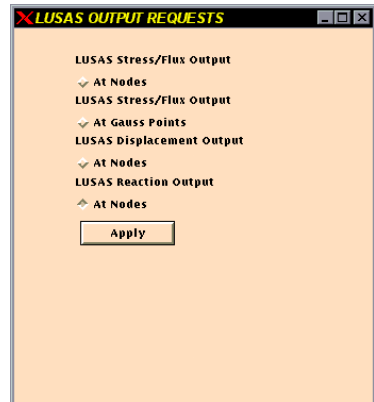 LUSAS OUTPUT REQUESTS
LUSAS Stress/Flux Output
At Nodes
LUSAS Stress/Flux Output
At Gauss Points
LUSAS Displacement Output
At Nodes
LUSAS Reaction Output
At Nodes
Apply